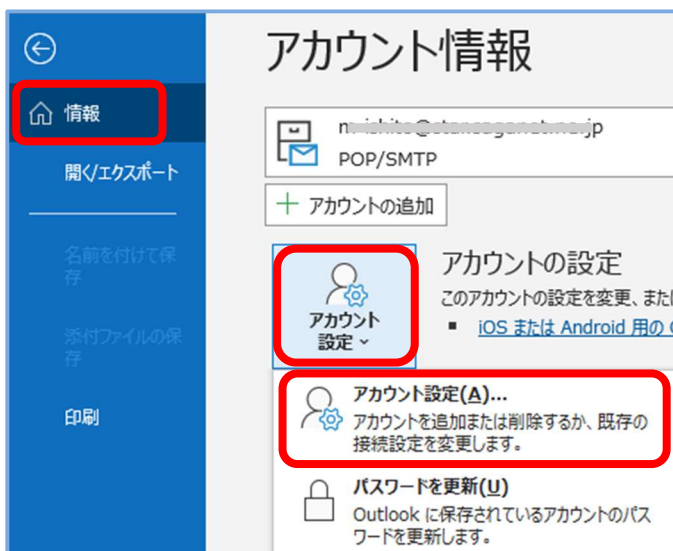 アカウント情報
情報
POP/SMTP
開く/エクスポート
アカウントの追加
名前を付けて保
存
アカウントの設定
このアカウントの設定を変更、また
iOS または Android 用の
アカウント
設定
添付ファイルの保
存
印刷
アカウント設定(A)...
アカウントを追加または削除するか、既存の
接続設定を変更します。
パスワードを更新(U)
Outlook に保存されているアカウントのパス
ワードを更新します。